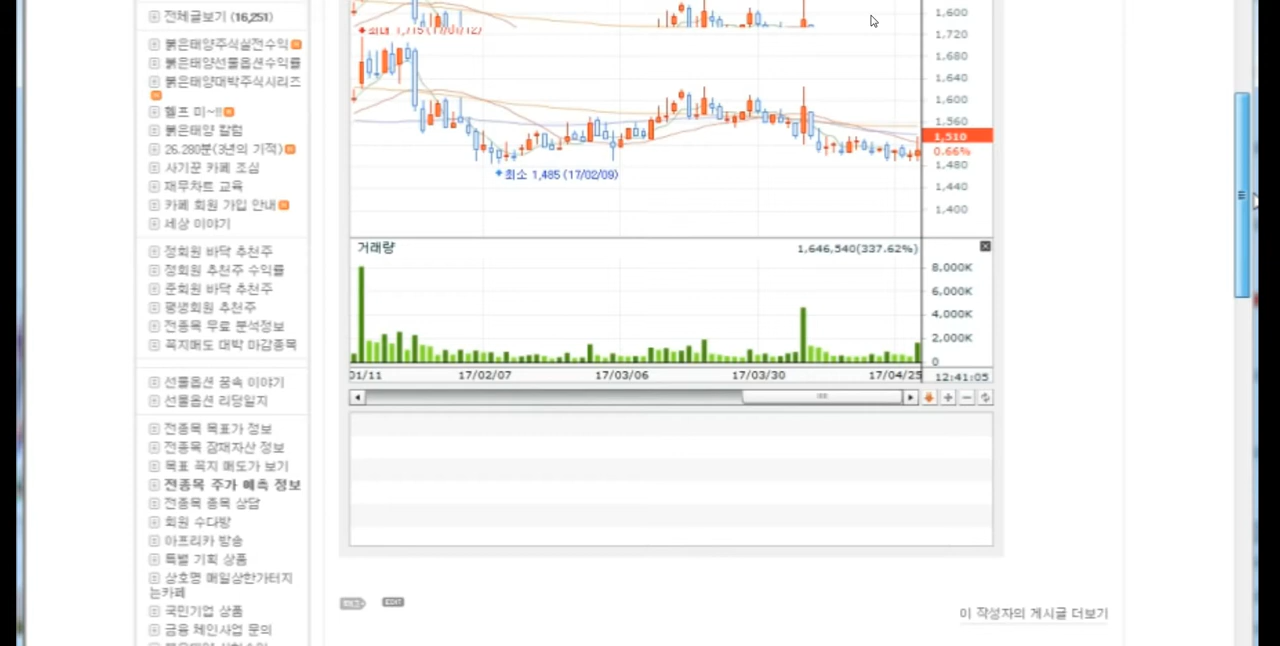 전체글보기 (16,251)
붉은태양주식실전수익
붉은태양선물옵션수익률
붉은태양대박주식시리즈
헬프 미~!!
붉은태양 칼럼
26.280분(3년의 기적)
사기꾼 카페 조심
재무차트 교육
카페 회원 가입 안내
세상 이야기
정회원 바닥 추천주
정회원 추천주 수익률
준회원 바닥 추천주
평생회원 추천주
전종목 무료 분석정보
꼭지매도 대박 마감종목
선물옵션 꿈속 이야기
선물옵션 리딩일지
전종목 목표가 정보
전종목 잠재자산 정보
목표 꼭지 매도가 보기
전종목 주가 예측 정보
전종목 종목 상담
회원 수다방
아프리카 방송
특별 기획 상품
상호명 매일상한가터지
는카페
국민기업 상품
금융 체인사업 문의
1,600
최대 1,715 (17/01/12)
1,720
1,680
1,640
1,600
1,560
1,510
0.66%
1,480
1,440
1,400
최소 1,485 (17/02/09)
거래량
1,646,540(337.62%)
8,000K
6,000K
4,000K
2,000K
0
01/11
17/02/07
17/03/06
17/03/30
17/04/25
12:41:05
EDIT
이 작성자의 게시글 더보기